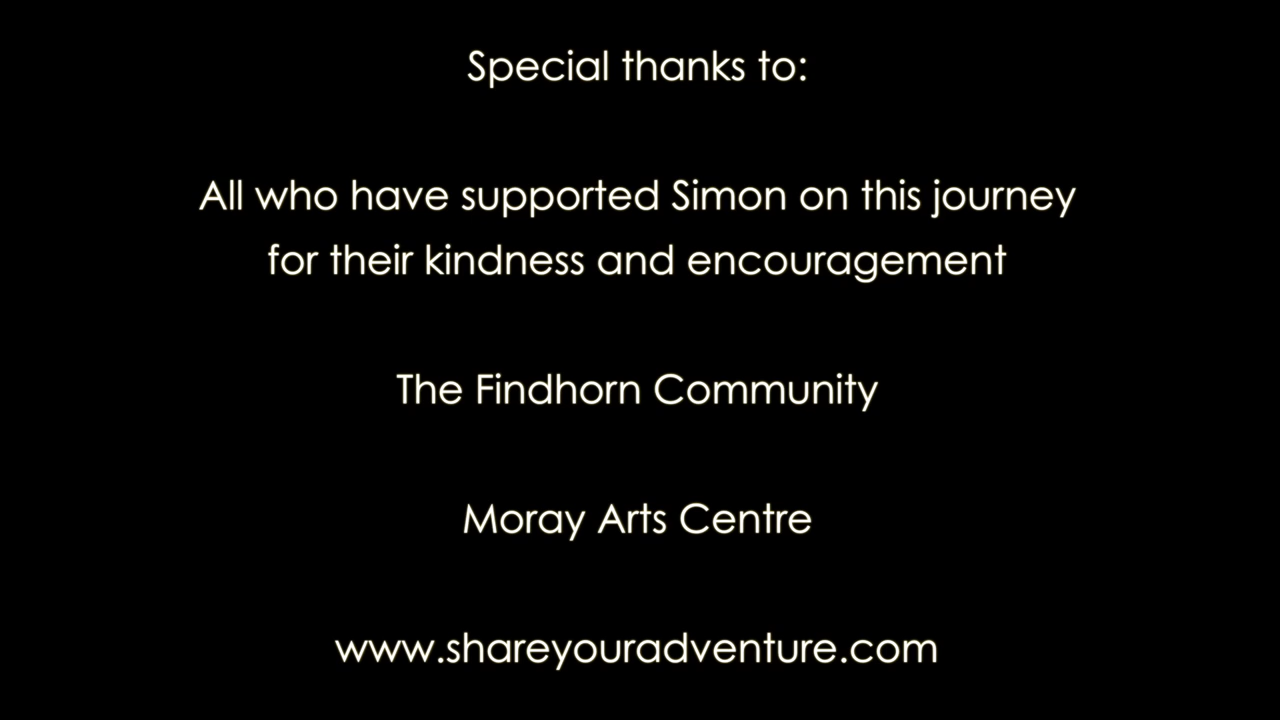 Special thanks to:
All who have supported Simon on this journey
for their kindness and encouragement
The Findhorn Community
Moray Arts Centre
www.shareyouradventure.com